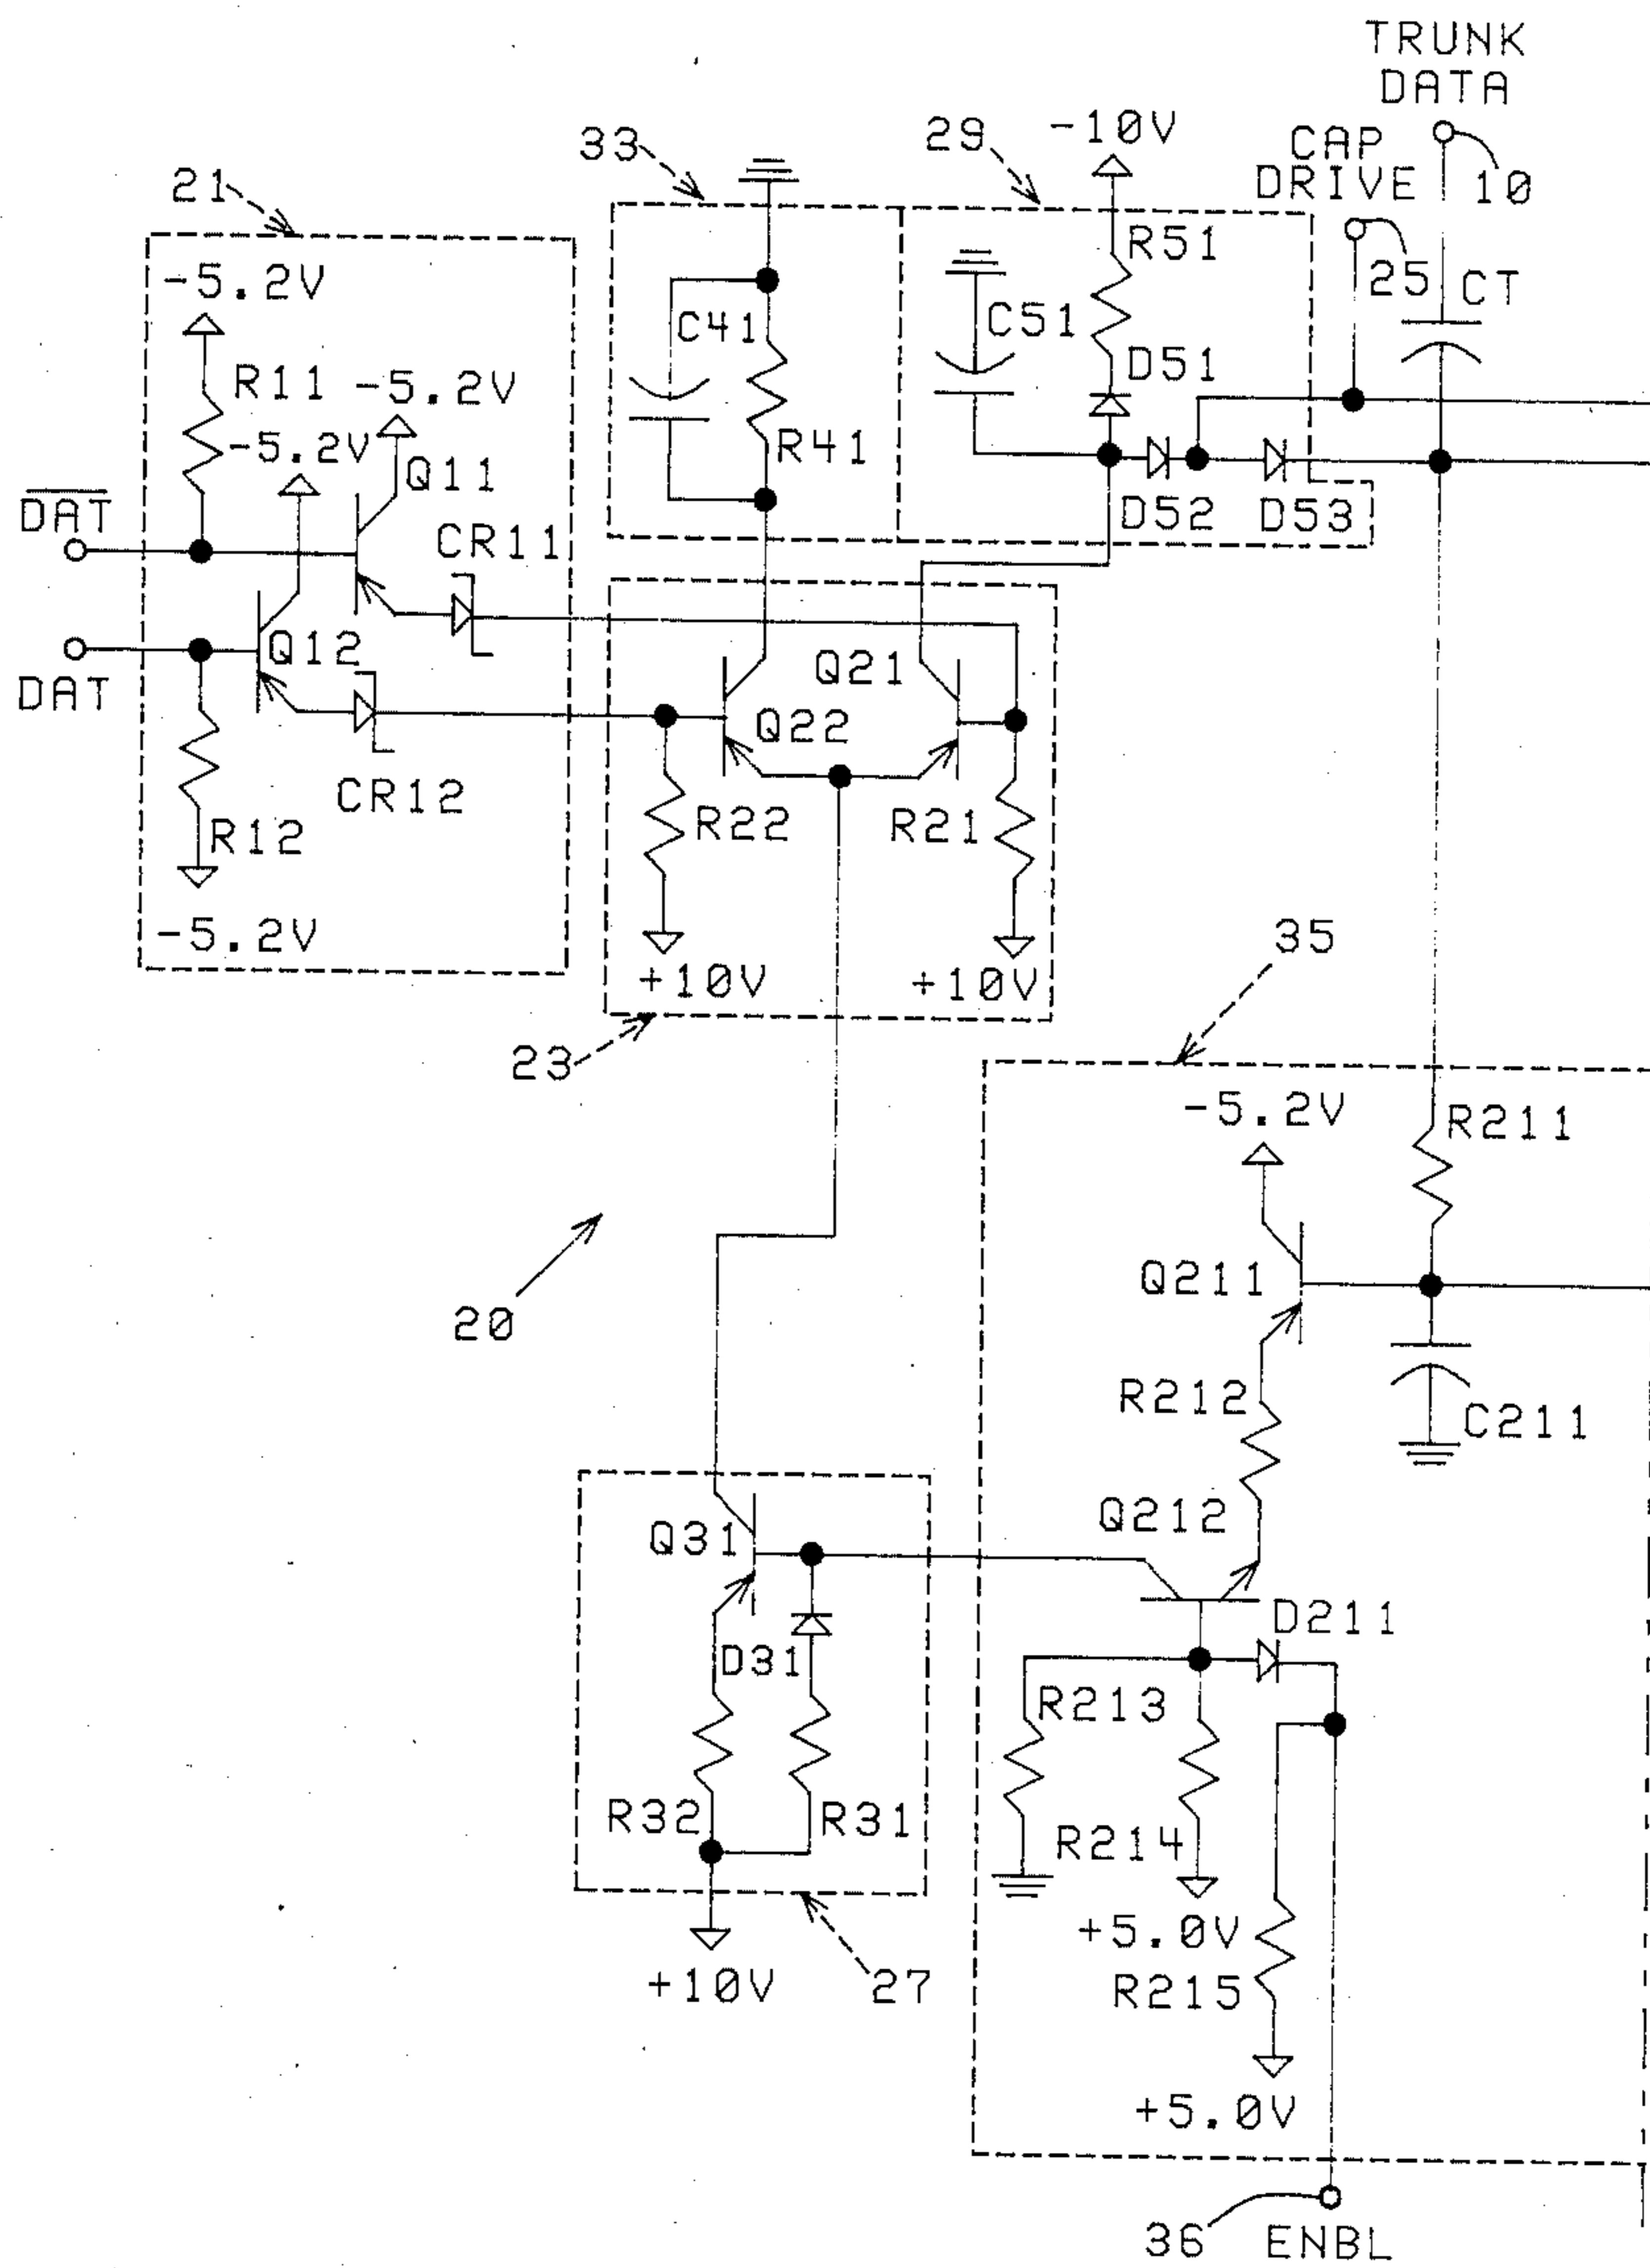 TRUNK
DATA
10
CAP
DRIVE
25
CT
33
29
-10V
21
-5.2V
R11
-5.2V
-5.2V
Q11
C41
R41
C51
R51
D51
D52
D53
DAT
CR11
Q12
DAT
CR12
R12
-5.2V
Q21
Q22
R22
R21
+10V
+10V
23
35
-5.2V
R211
20
Q211
R212
C211
Q31
Q212
D31
D211
R213
R32
R31
R214
+5.0V
+10V
27
R215
+5.0V
36
ENBL